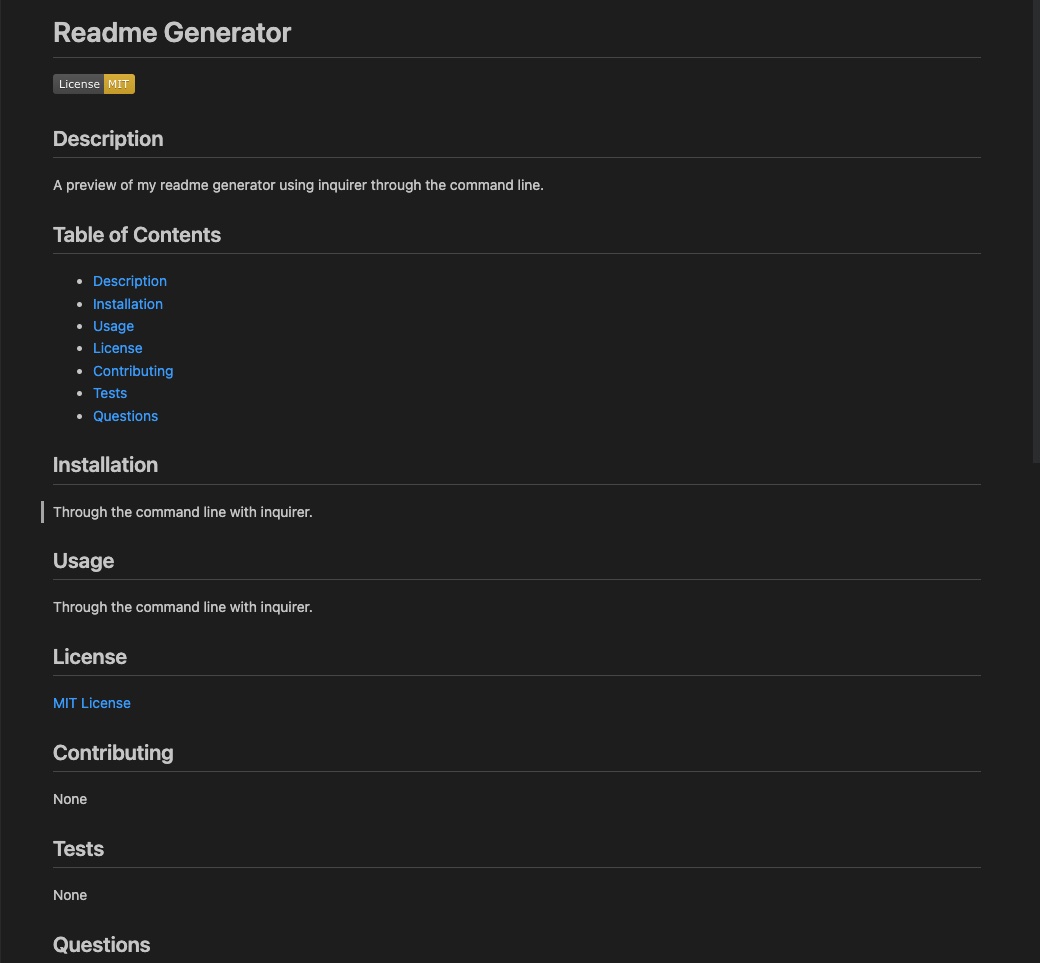 Readme Generator
License MIT
Description
A preview of my readme generator using inquirer through the command line.
Table of Contents
Description
Installation
Usage
License
Contributing
Tests
Questions
Installation
Through the command line with inquirer.
Usage
Through the command line with inquirer.
License
MIT License
Contributing
None
Tests
None
Questions